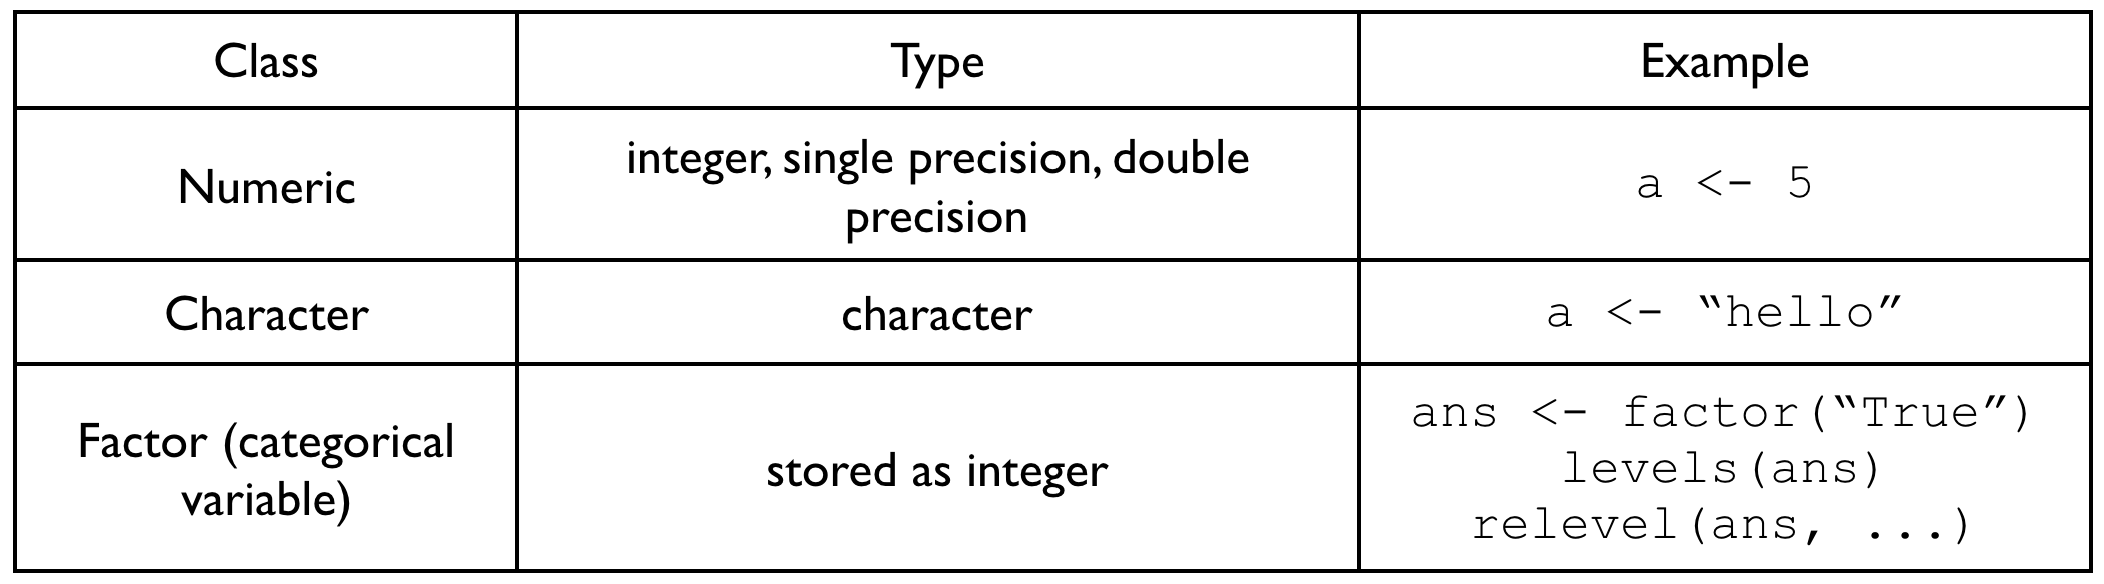 Class
Type
Example
Numeric
integer, single precision, double
precision
a <- 5
Character
character
a <- “hello”
Factor (categorical
variable)
stored as integer
ans <- factor(“True”)
levels(ans)
relevel(ans, ...)